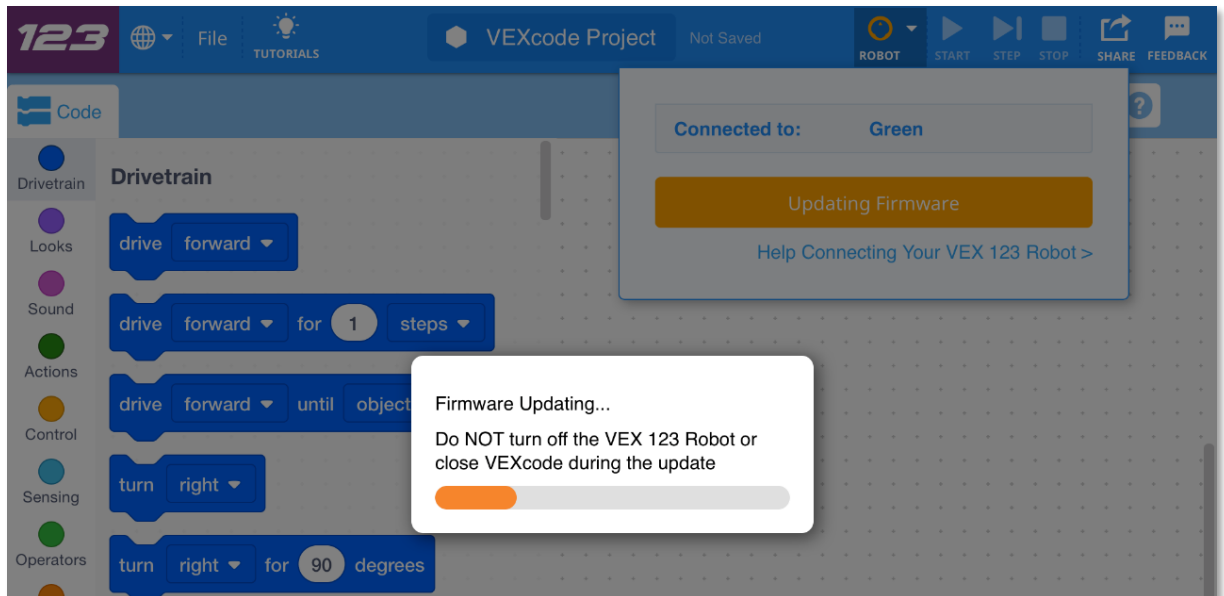 123
File
TUTORIALS
VEXcode Project
Not Saved
ROBOT
START
STEP
STOP
SHARE
FEEDBACK
Code
?
Connected to: Green
Updating Firmware
Help Connecting Your VEX 123 Robot >
Drivetrain
Looks
Sound
Actions
Control
Sensing
Operators
Drivetrain
drive forward
drive forward for 1 steps
drive forward until object
turn right
turn right for 90 degrees
Firmware Updating...
Do NOT turn off the VEX 123 Robot or
close VEXcode during the update